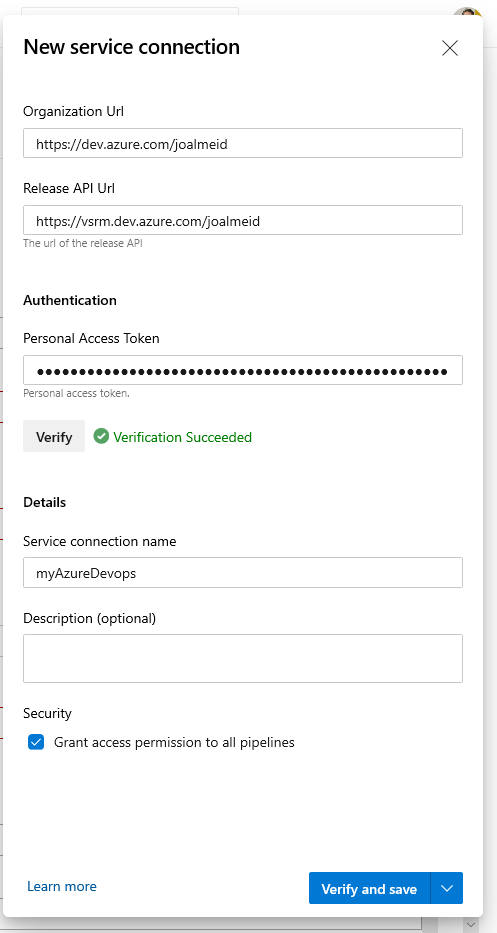 New service connection
Organization Url
https://dev.azure.com/joalmeid
Release API Url
https://vsrm.dev.azure.com/joalmeid
The url of the release API
Authentication
Personal Access Token
●●●●●●●●●●●●●●●●●●●●●●●●●●●●●●●●●●●●●●●●●●●●●●●●●●●●
Personal access token.
Verify Verification Succeeded
Details
Service connection name
myAzureDevops
Description (optional)
Security
Grant access permission to all pipelines
Learn more Verify and save